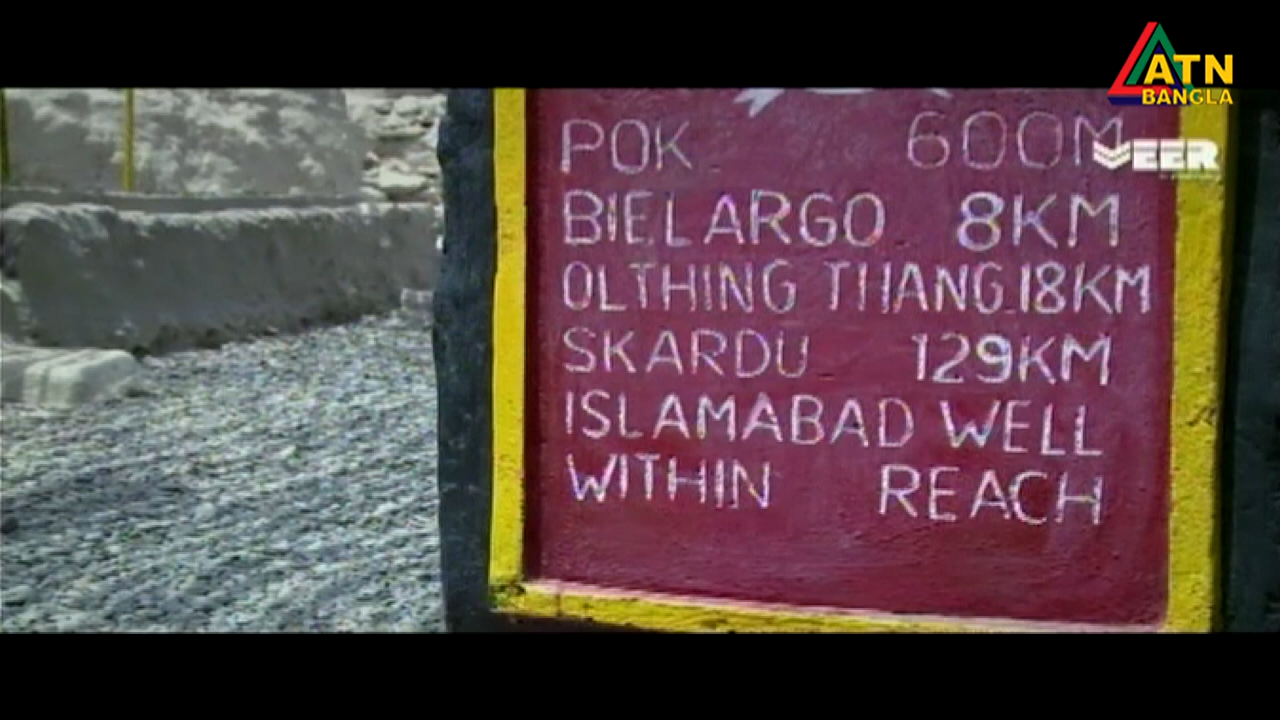 ATN
BANGLA
VEER
POK 600M
BIELARGO 8KM
OLTHING THANG 18KM
SKARDU 129KM
ISLAMABAD WELL
WITHIN REACH